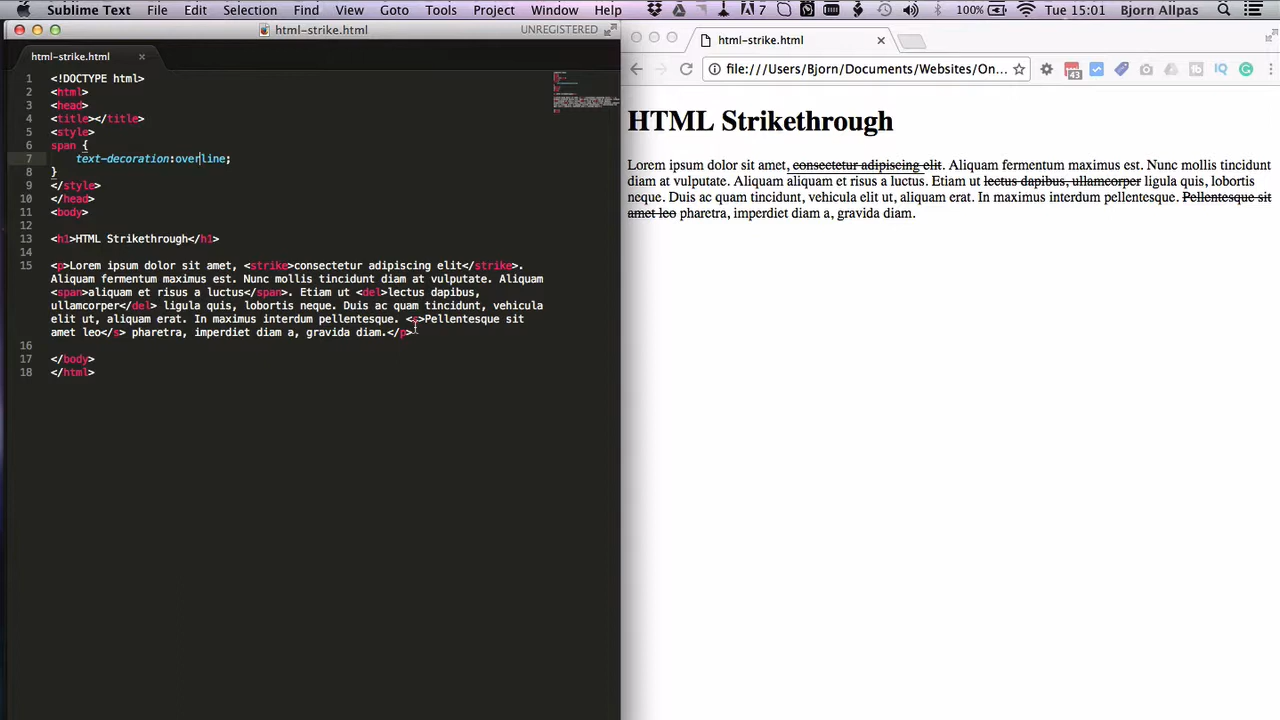 Sublime Text File Edit Selection Find View Goto Tools Project Window Help 7 100% Tue 15:01 Bjorn Allpas
html-strike.html UNREGISTERED
html-strike.html
1 <!DOCTYPE html>
2 <html>
3 <head>
4 <title></title>
5 <style>
6 span {
7 text-decoration:overline;
8 }
9 </style>
10 </head>
11 <body>
12
13 <h1>HTML Strikethrough</h1>
14
15 <p>Lorem ipsum dolor sit amet, <strike>consectetur adipiscing elit</strike>.
Aliquam fermentum maximus est. Nunc mollis tincidunt diam at vulputate. Aliquam
<span>aliquam et risus a luctus</span>. Etiam ut <del>lectus dapibus,
ullamcorper</del> ligula quis, lobortis neque. Duis ac quam tincidunt, vehicula
elit ut, aliquam erat. In maximus interdum pellentesque. <s>Pellentesque sit
amet leo</s> pharetra, imperdiet diam a, gravida diam.</p>
16
17 </body>
18 </html>
html-strike.html
file:///Users/Bjorn/Documents/Websites/On... 43 IQ G
HTML Strikethrough
Lorem ipsum dolor sit amet, consectetur adipiscing elit. Aliquam fermentum maximus est. Nunc mollis tincidunt
diam at vulputate. Aliquam aliquam et risus a luctus. Etiam ut lectus dapibus, ullamcorper ligula quis, lobortis
neque. Duis ac quam tincidunt, vehicula elit ut, aliquam erat. In maximus interdum pellentesque. Pellentesque sit
amet leo pharetra, imperdiet diam a, gravida diam.